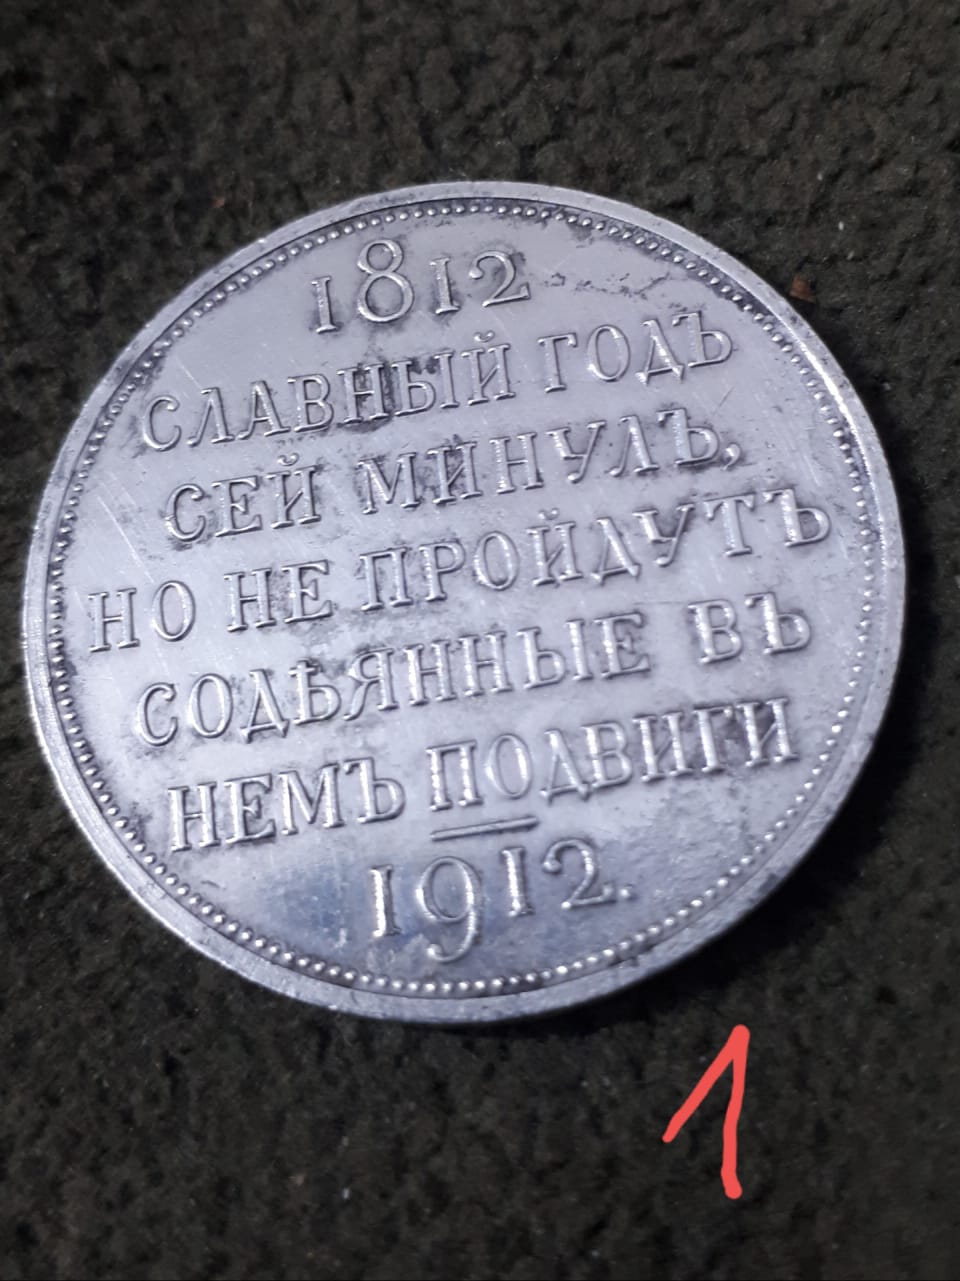 1812
СЛАВНЫЙ ГОДЪ
СЕЙ МИНУЛЪ,
НО НЕ ПРОЙДУТЪ
СОДѢЯННЫЕ ВЪ
НЕМЪ ПОДВИГИ
1912.
1